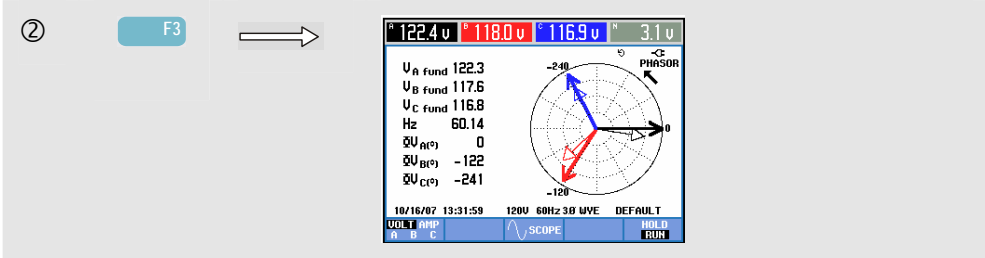 ② F3
A 122.4 V B 118.0 V C 116.9 V N 3.1 V
PHASOR
-240
0
-120
V A fund 122.3
V B fund 117.6
V C fund 116.8
Hz 60.14
ΦV A(°) 0
ΦV B(°) -122
ΦV C(°) -241
10/16/07 13:31:59 120V 60Hz 3Ø WYE DEFAULT
VOLT AMP
A B C
SCOPE
HOLD
RUN